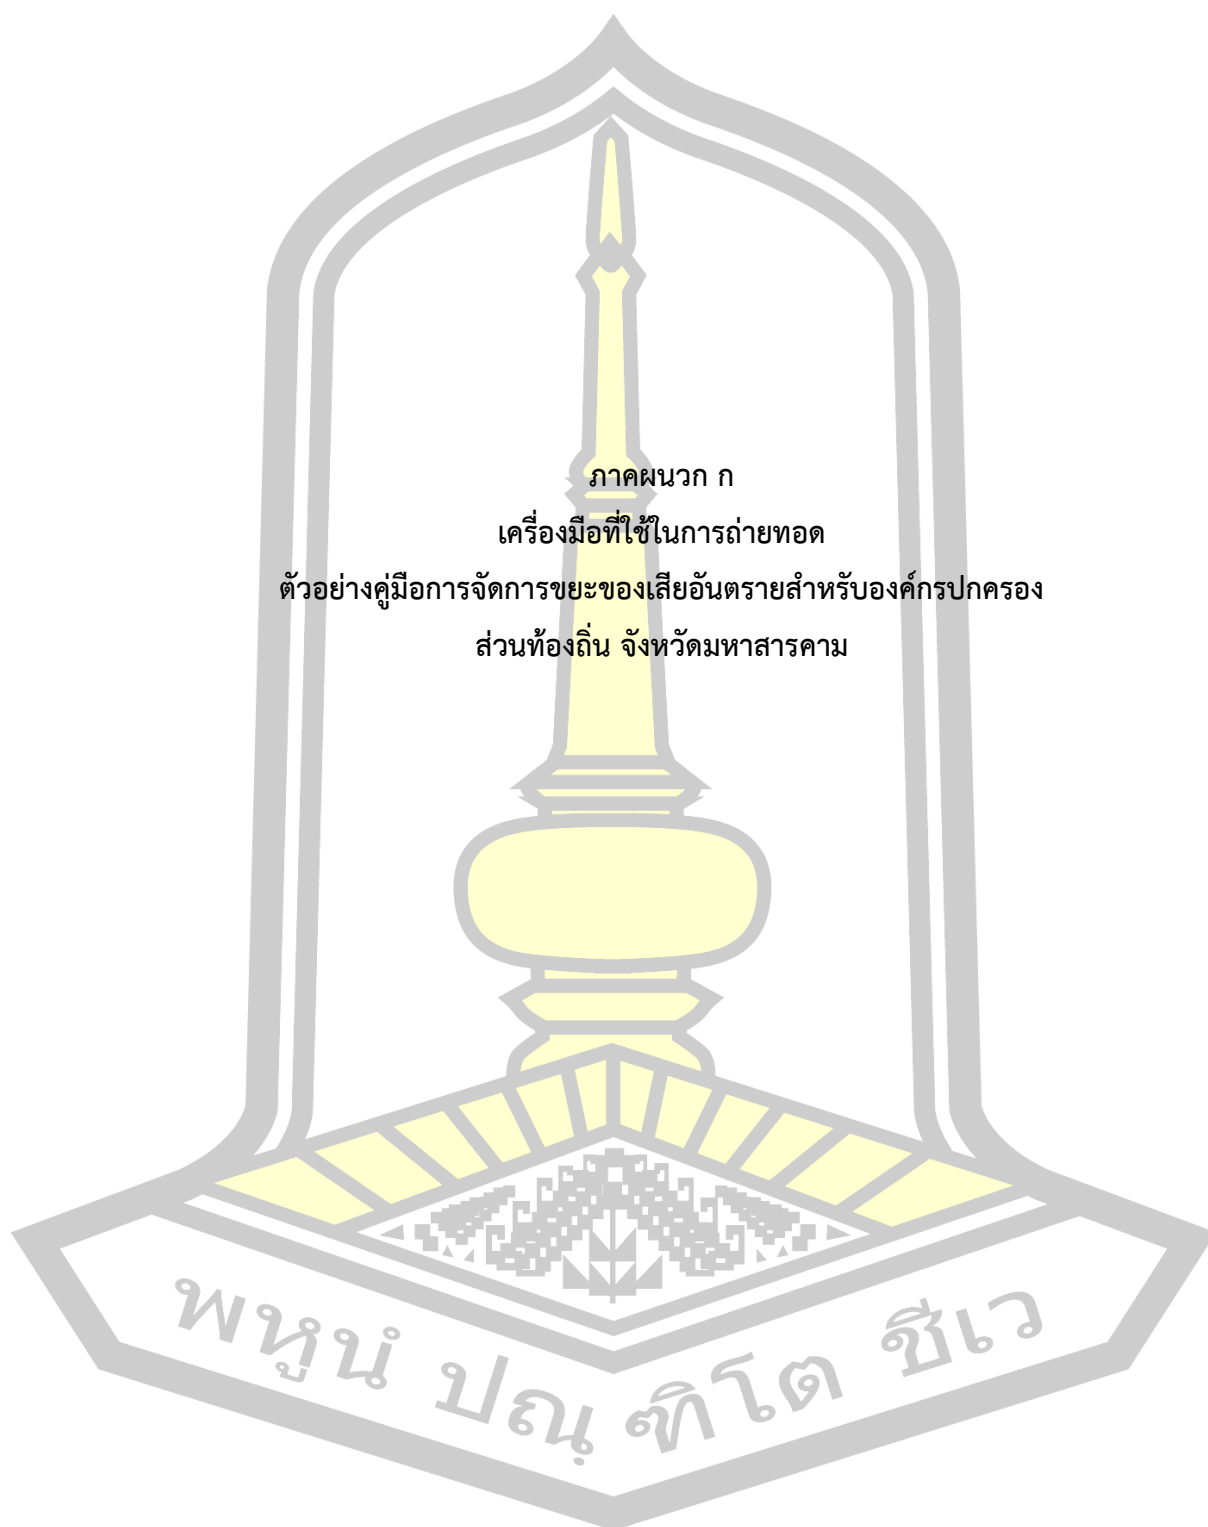 ภาคผนวก ก
เครื่องมือที่ใช้ในการถ่ายทอด
ตัวอย่างคู่มือการจัดการขยะของเสียอันตรายสำหรับองค์กรปกครอง
ส่วนท้องถิ่น จังหวัดมหาสารคาม
พหูนํ ปณฺฑิโต ชีเว